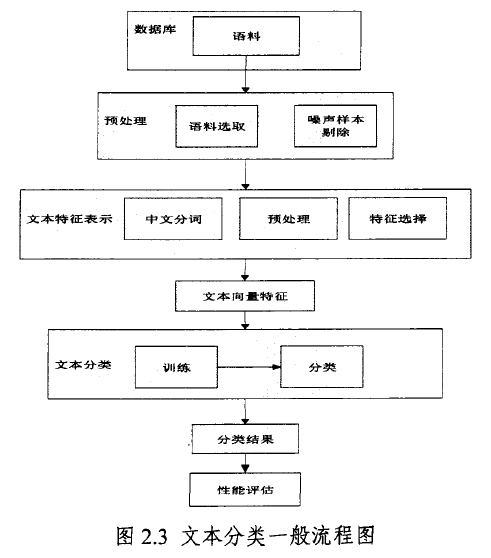 数据库
语料
预处理
语料选取
噪声样本
剔除
文本特征表示
中文分词
预处理
特征选择
文本向量特征
文本分类
训练
分类
分类结果
性能评估
图 2.3 文本分类一般流程图